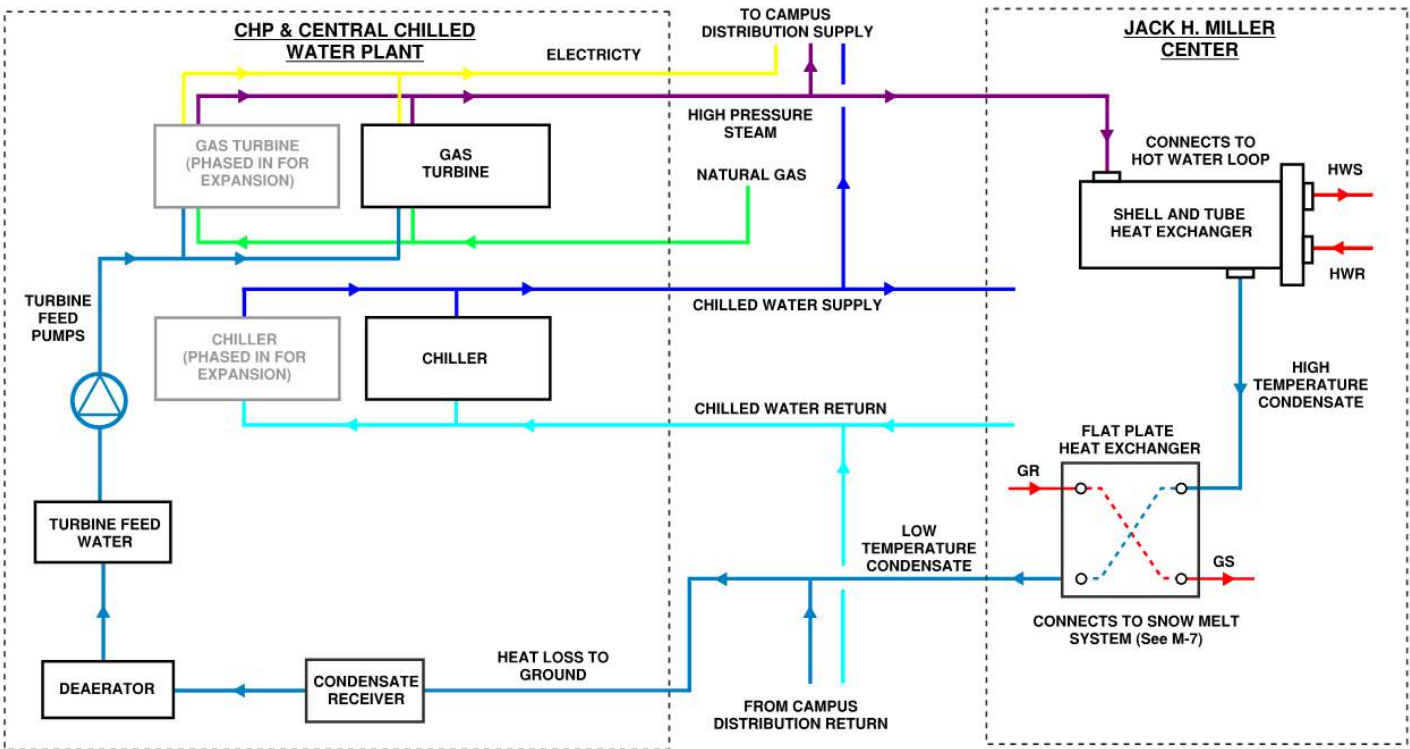 CHP & CENTRAL CHILLED
WATER PLANT
TO CAMPUS
DISTRIBUTION SUPPLY
JACK H. MILLER
CENTER
ELECTRICTY
HIGH PRESSURE
STEAM
GAS TURBINE
(PHASED IN FOR
EXPANSION)
GAS
TURBINE
NATURAL GAS
CONNECTS TO
HOT WATER LOOP
HWS
SHELL AND TUBE
HEAT EXCHANGER
HWR
TURBINE
FEED
PUMPS
CHILLED WATER SUPPLY
CHILLER
(PHASED IN FOR
EXPANSION)
CHILLER
HIGH
TEMPERATURE
CONDENSATE
CHILLED WATER RETURN
FLAT PLATE
HEAT EXCHANGER
GR
TURBINE FEED
WATER
LOW
TEMPERATURE
CONDENSATE
GS
CONNECTS TO SNOW MELT
SYSTEM (See M-7)
HEAT LOSS TO
GROUND
DEAERATOR
CONDENSATE
RECEIVER
FROM CAMPUS
DISTRIBUTION RETURN